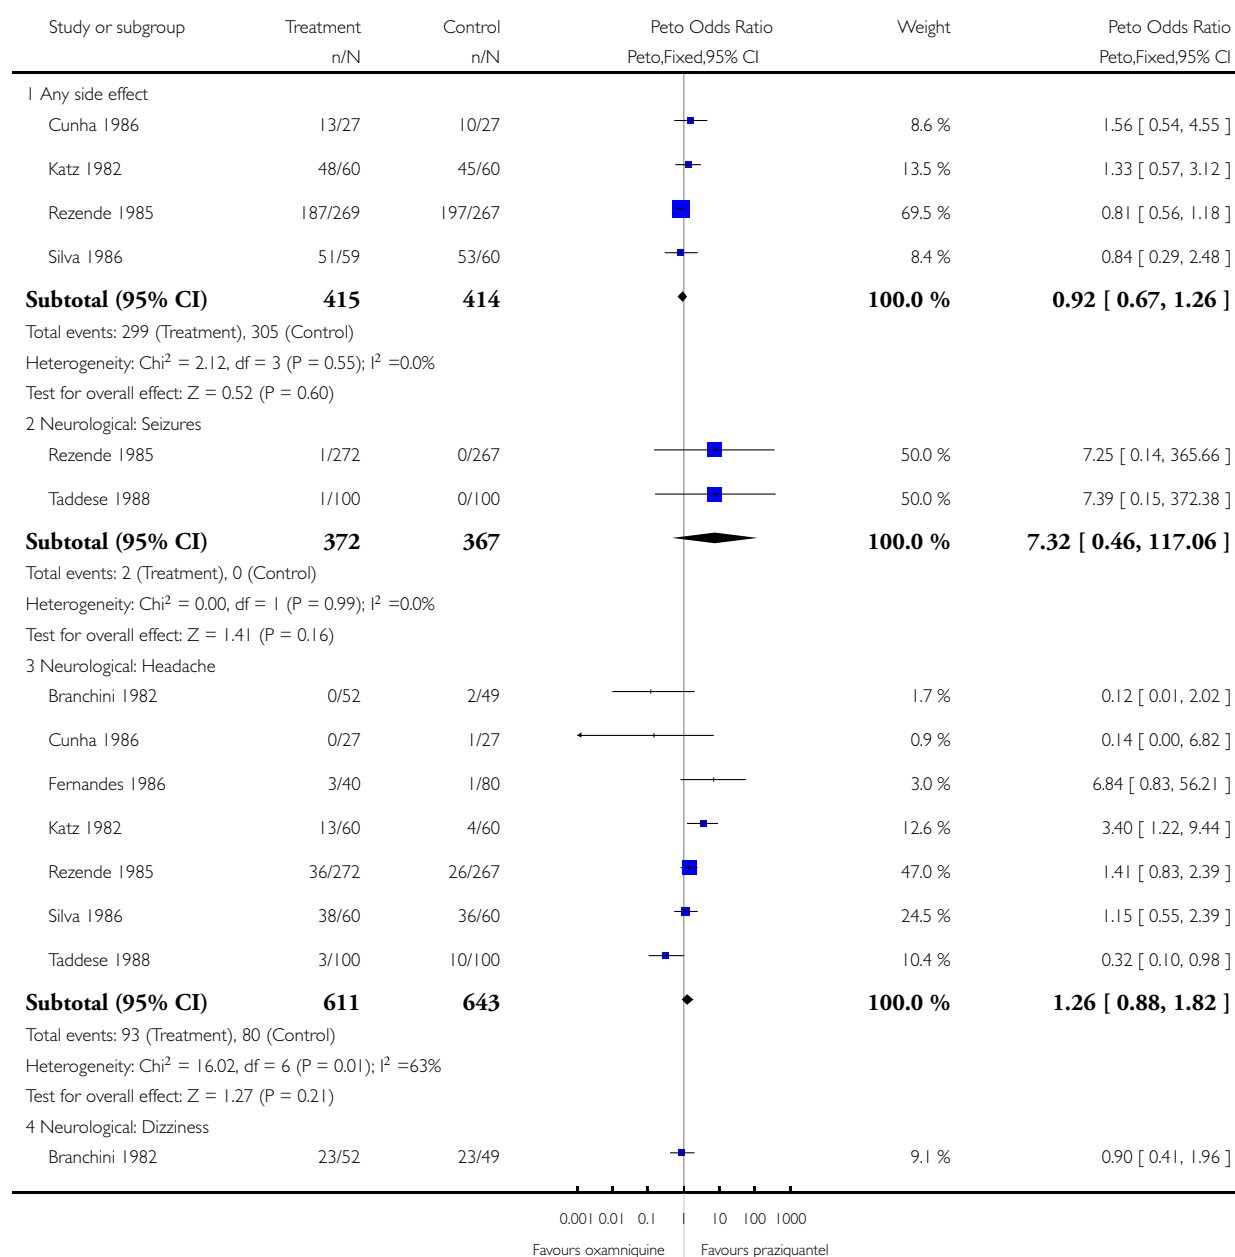 Study or subgroup Treatment Control Peto Odds Ratio Weight Peto Odds Ratio
n/N n/N Peto,Fixed,95% CI Peto,Fixed,95% CI
1 Any side effect
Cunha 1986 13/27 10/27 8.6 % 1.56 [ 0.54, 4.55 ]
Katz 1982 48/60 45/60 13.5 % 1.33 [ 0.57, 3.12 ]
Rezende 1985 187/269 197/267 69.5 % 0.81 [ 0.56, 1.18 ]
Silva 1986 51/59 53/60 8.4 % 0.84 [ 0.29, 2.48 ]
Subtotal (95% CI) 415 414 100.0 % 0.92 [ 0.67, 1.26 ]
Total events: 299 (Treatment), 305 (Control)
Heterogeneity: Chi² = 2.12, df = 3 (P = 0.55); I² =0.0%
Test for overall effect: Z = 0.52 (P = 0.60)
2 Neurological: Seizures
Rezende 1985 1/272 0/267 50.0 % 7.25 [ 0.14, 365.66 ]
Taddese 1988 1/100 0/100 50.0 % 7.39 [ 0.15, 372.38 ]
Subtotal (95% CI) 372 367 100.0 % 7.32 [ 0.46, 117.06 ]
Total events: 2 (Treatment), 0 (Control)
Heterogeneity: Chi² = 0.00, df = 1 (P = 0.99); I² =0.0%
Test for overall effect: Z = 1.41 (P = 0.16)
3 Neurological: Headache
Branchini 1982 0/52 2/49 1.7 % 0.12 [ 0.01, 2.02 ]
Cunha 1986 0/27 1/27 0.9 % 0.14 [ 0.00, 6.82 ]
Fernandes 1986 3/40 1/80 3.0 % 6.84 [ 0.83, 56.21 ]
Katz 1982 13/60 4/60 12.6 % 3.40 [ 1.22, 9.44 ]
Rezende 1985 36/272 26/267 47.0 % 1.41 [ 0.83, 2.39 ]
Silva 1986 38/60 36/60 24.5 % 1.15 [ 0.55, 2.39 ]
Taddese 1988 3/100 10/100 10.4 % 0.32 [ 0.10, 0.98 ]
Subtotal (95% CI) 611 643 100.0 % 1.26 [ 0.88, 1.82 ]
Total events: 93 (Treatment), 80 (Control)
Heterogeneity: Chi² = 16.02, df = 6 (P = 0.01); I² =63%
Test for overall effect: Z = 1.27 (P = 0.21)
4 Neurological: Dizziness
Branchini 1982 23/52 23/49 9.1 % 0.90 [ 0.41, 1.96 ]
0.001 0.01 0.1 1 10 100 1000
Favours oxamniquine Favours praziquantel